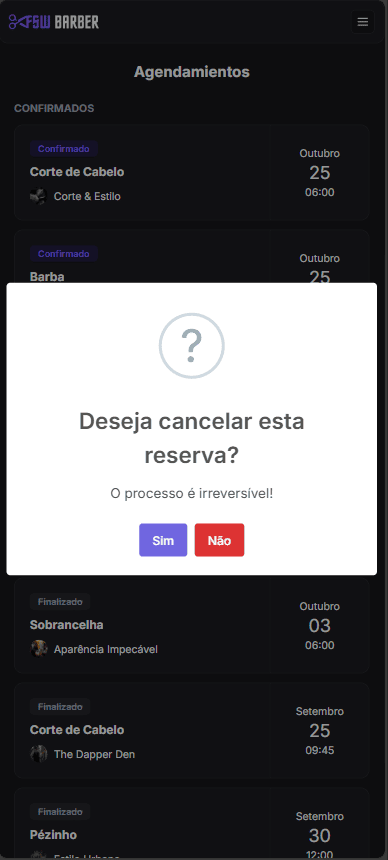 FSW BARBER
Agendamientos
CONFIRMADOS
Confirmado
Corte de Cabelo
Corte & Estilo
Outubro
25
06:00
Confirmado
Barba
Outubro
25
?
Deseja cancelar esta
reserva?
O processo é irreversível!
Sim
Não
Finalizado
Sobrancelha
Aparência Impecável
Outubro
03
06:00
Finalizado
Corte de Cabelo
The Dapper Den
Setembro
25
09:45
Finalizado
Pézinho
Estilo Urbano
Setembro
30
12:00